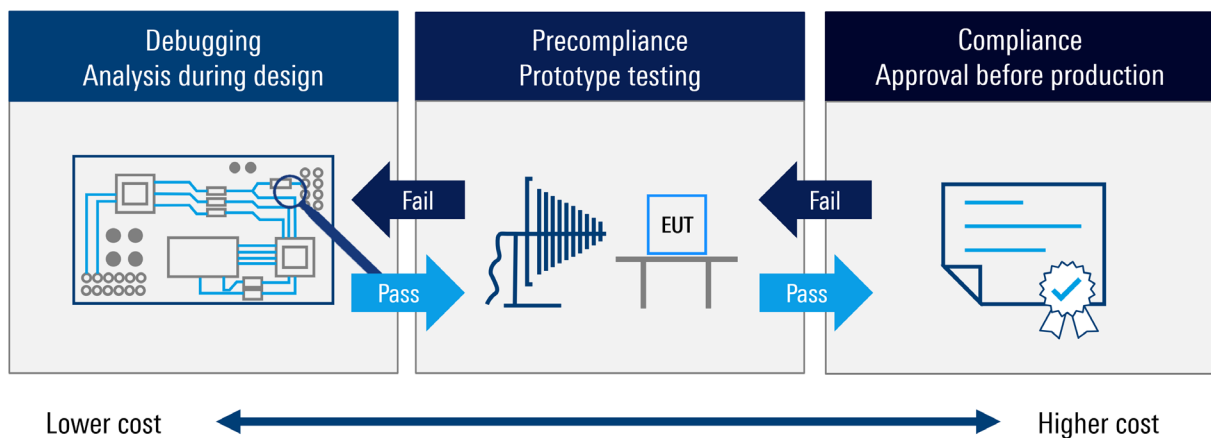 Debugging
Analysis during design
Precompliance
Prototype testing
Compliance
Approval before production
Fail
Fail
EUT
Pass
Pass
Lower cost
Higher cost